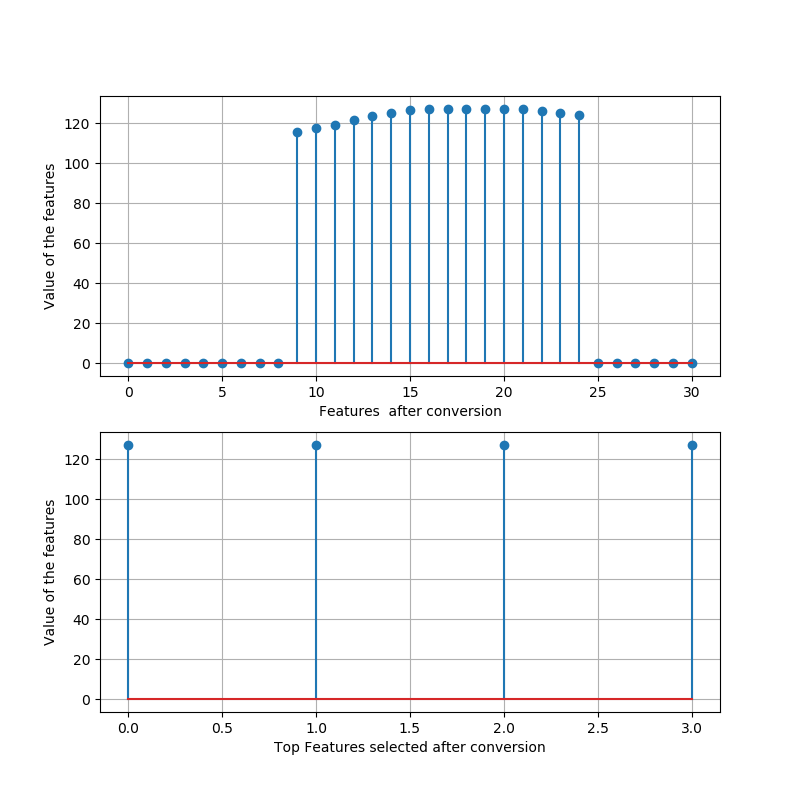 Value of the features
120
100
80
60
40
20
0
0 5 10 15 20 25 30
Features  after conversion
Value of the features
120
100
80
60
40
20
0
0.0 0.5 1.0 1.5 2.0 2.5 3.0
Top Features selected after conversion